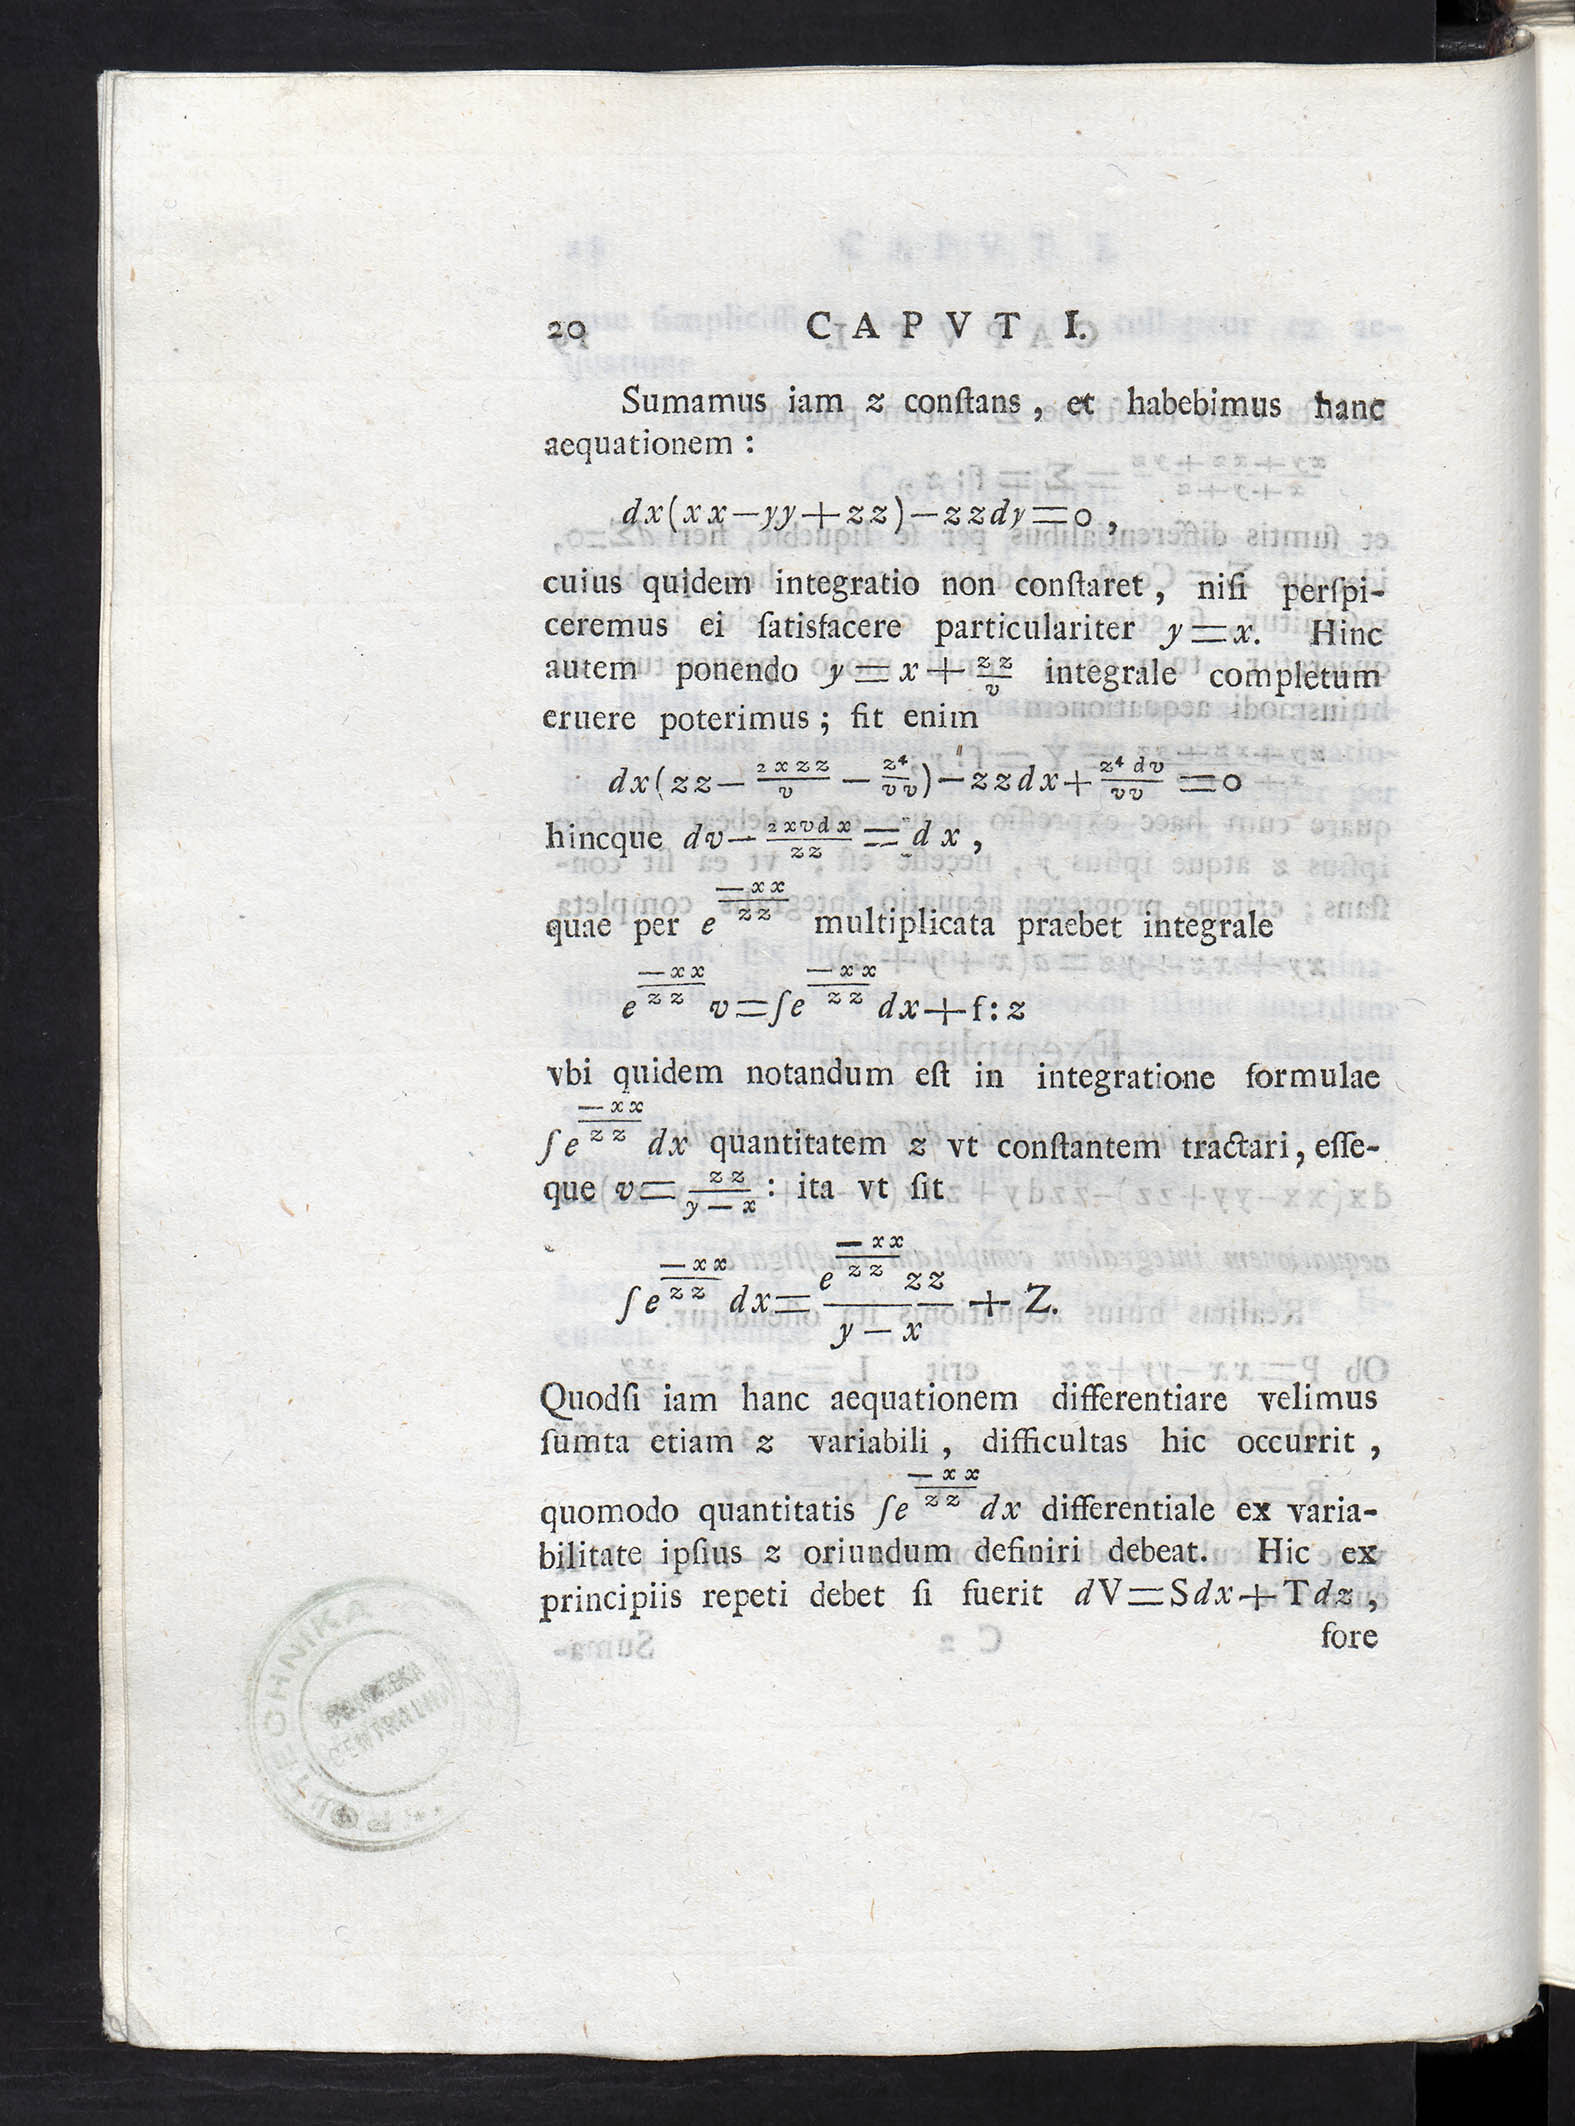 20 CAPVT I.
Sumamus iam z conſtans, et habebimus hanc
aequationem:
dx(xx−yy+zz)−zzdy=0,
cuius quidem integratio non conſtaret, niſi perſpi-
ceremus ei ſatisfacere particulariter y=x. Hinc
autem ponendo y=x+zz/v integrale completum
eruere poterimus; fit enim
dx(zz−2xzz/v−z⁴/vv)−zzdx+z⁴dv/vv=0
hincque dv−2xvdx/zz=dx,
quae per e^(−xx/zz) multiplicata praebet integrale
e^(−xx/zz) v=∫e^(−xx/zz) dx+f:z
vbi quidem notandum eſt in integratione formulae
∫e^(−xx/zz) dx quantitatem z vt conſtantem tractari, eſſe-
que v=zz/(y−x): ita vt ſit
∫e^(−xx/zz) dx=e^(−xx/zz) zz/(y−x)+Z.
Quodſi iam hanc aequationem differentiare velimus
ſumta etiam z variabili, difficultas hic occurrit,
quomodo quantitatis ∫e^(−xx/zz) dx differentiale ex varia-
bilitate ipſius z oriundum definiri debeat. Hic ex
principiis repeti debet ſi fuerit dV=Sdx+Tdz,
fore
POLITECHNIKA
CENTRALNA